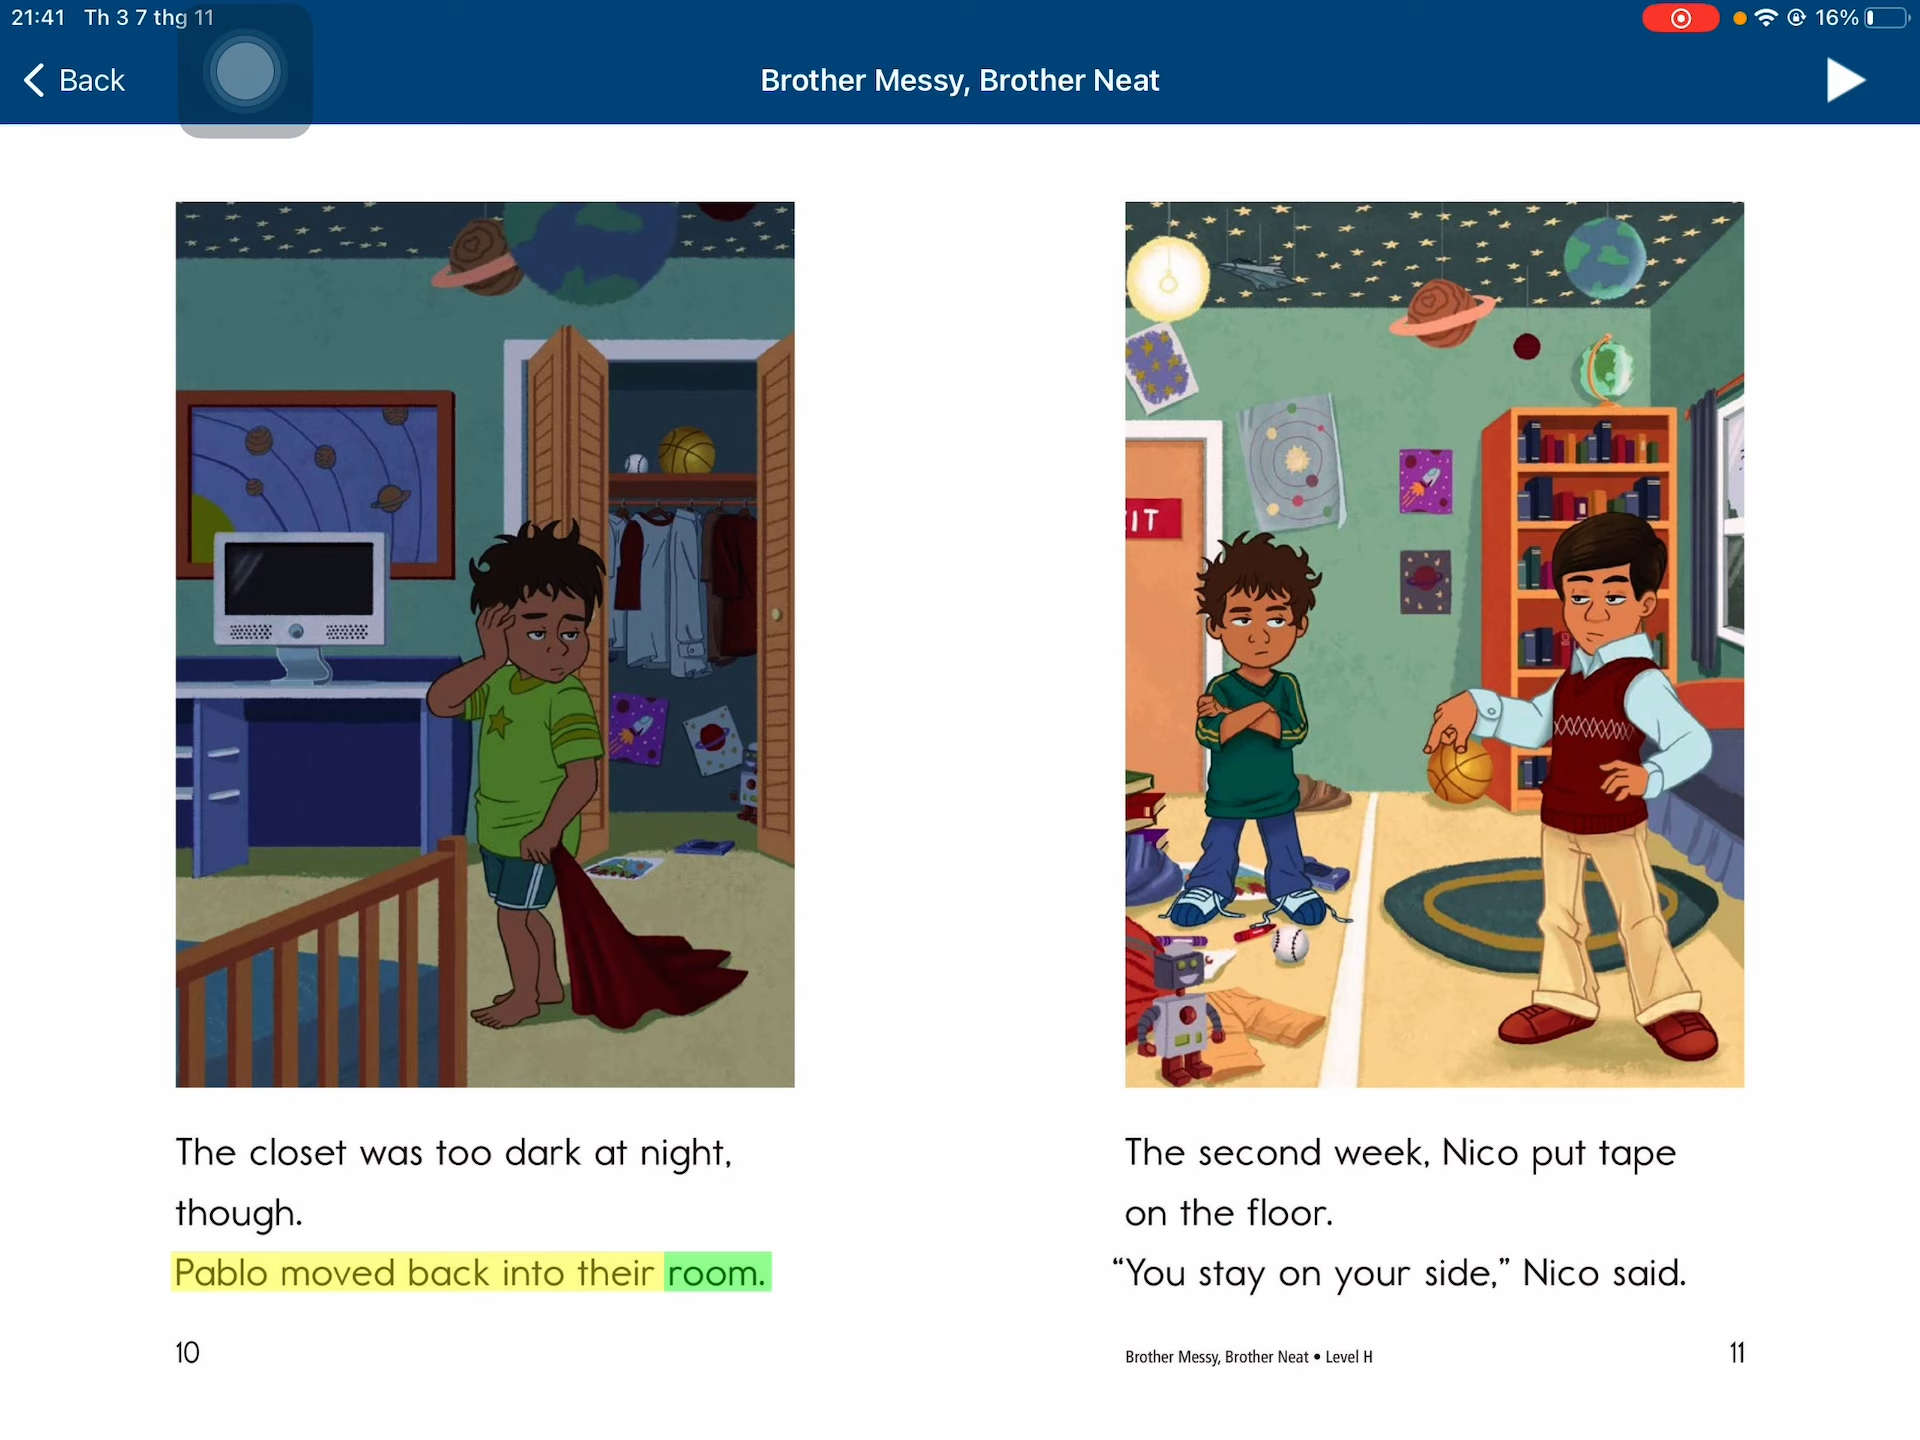 21:41 Th 3 7 thg 11
16%
Back
Brother Messy, Brother Neat
IT
The closet was too dark at night,
though.
Pablo moved back into their room.
10
The second week, Nico put tape
on the floor.
“You stay on your side,” Nico said.
Brother Messy, Brother Neat • Level H
11